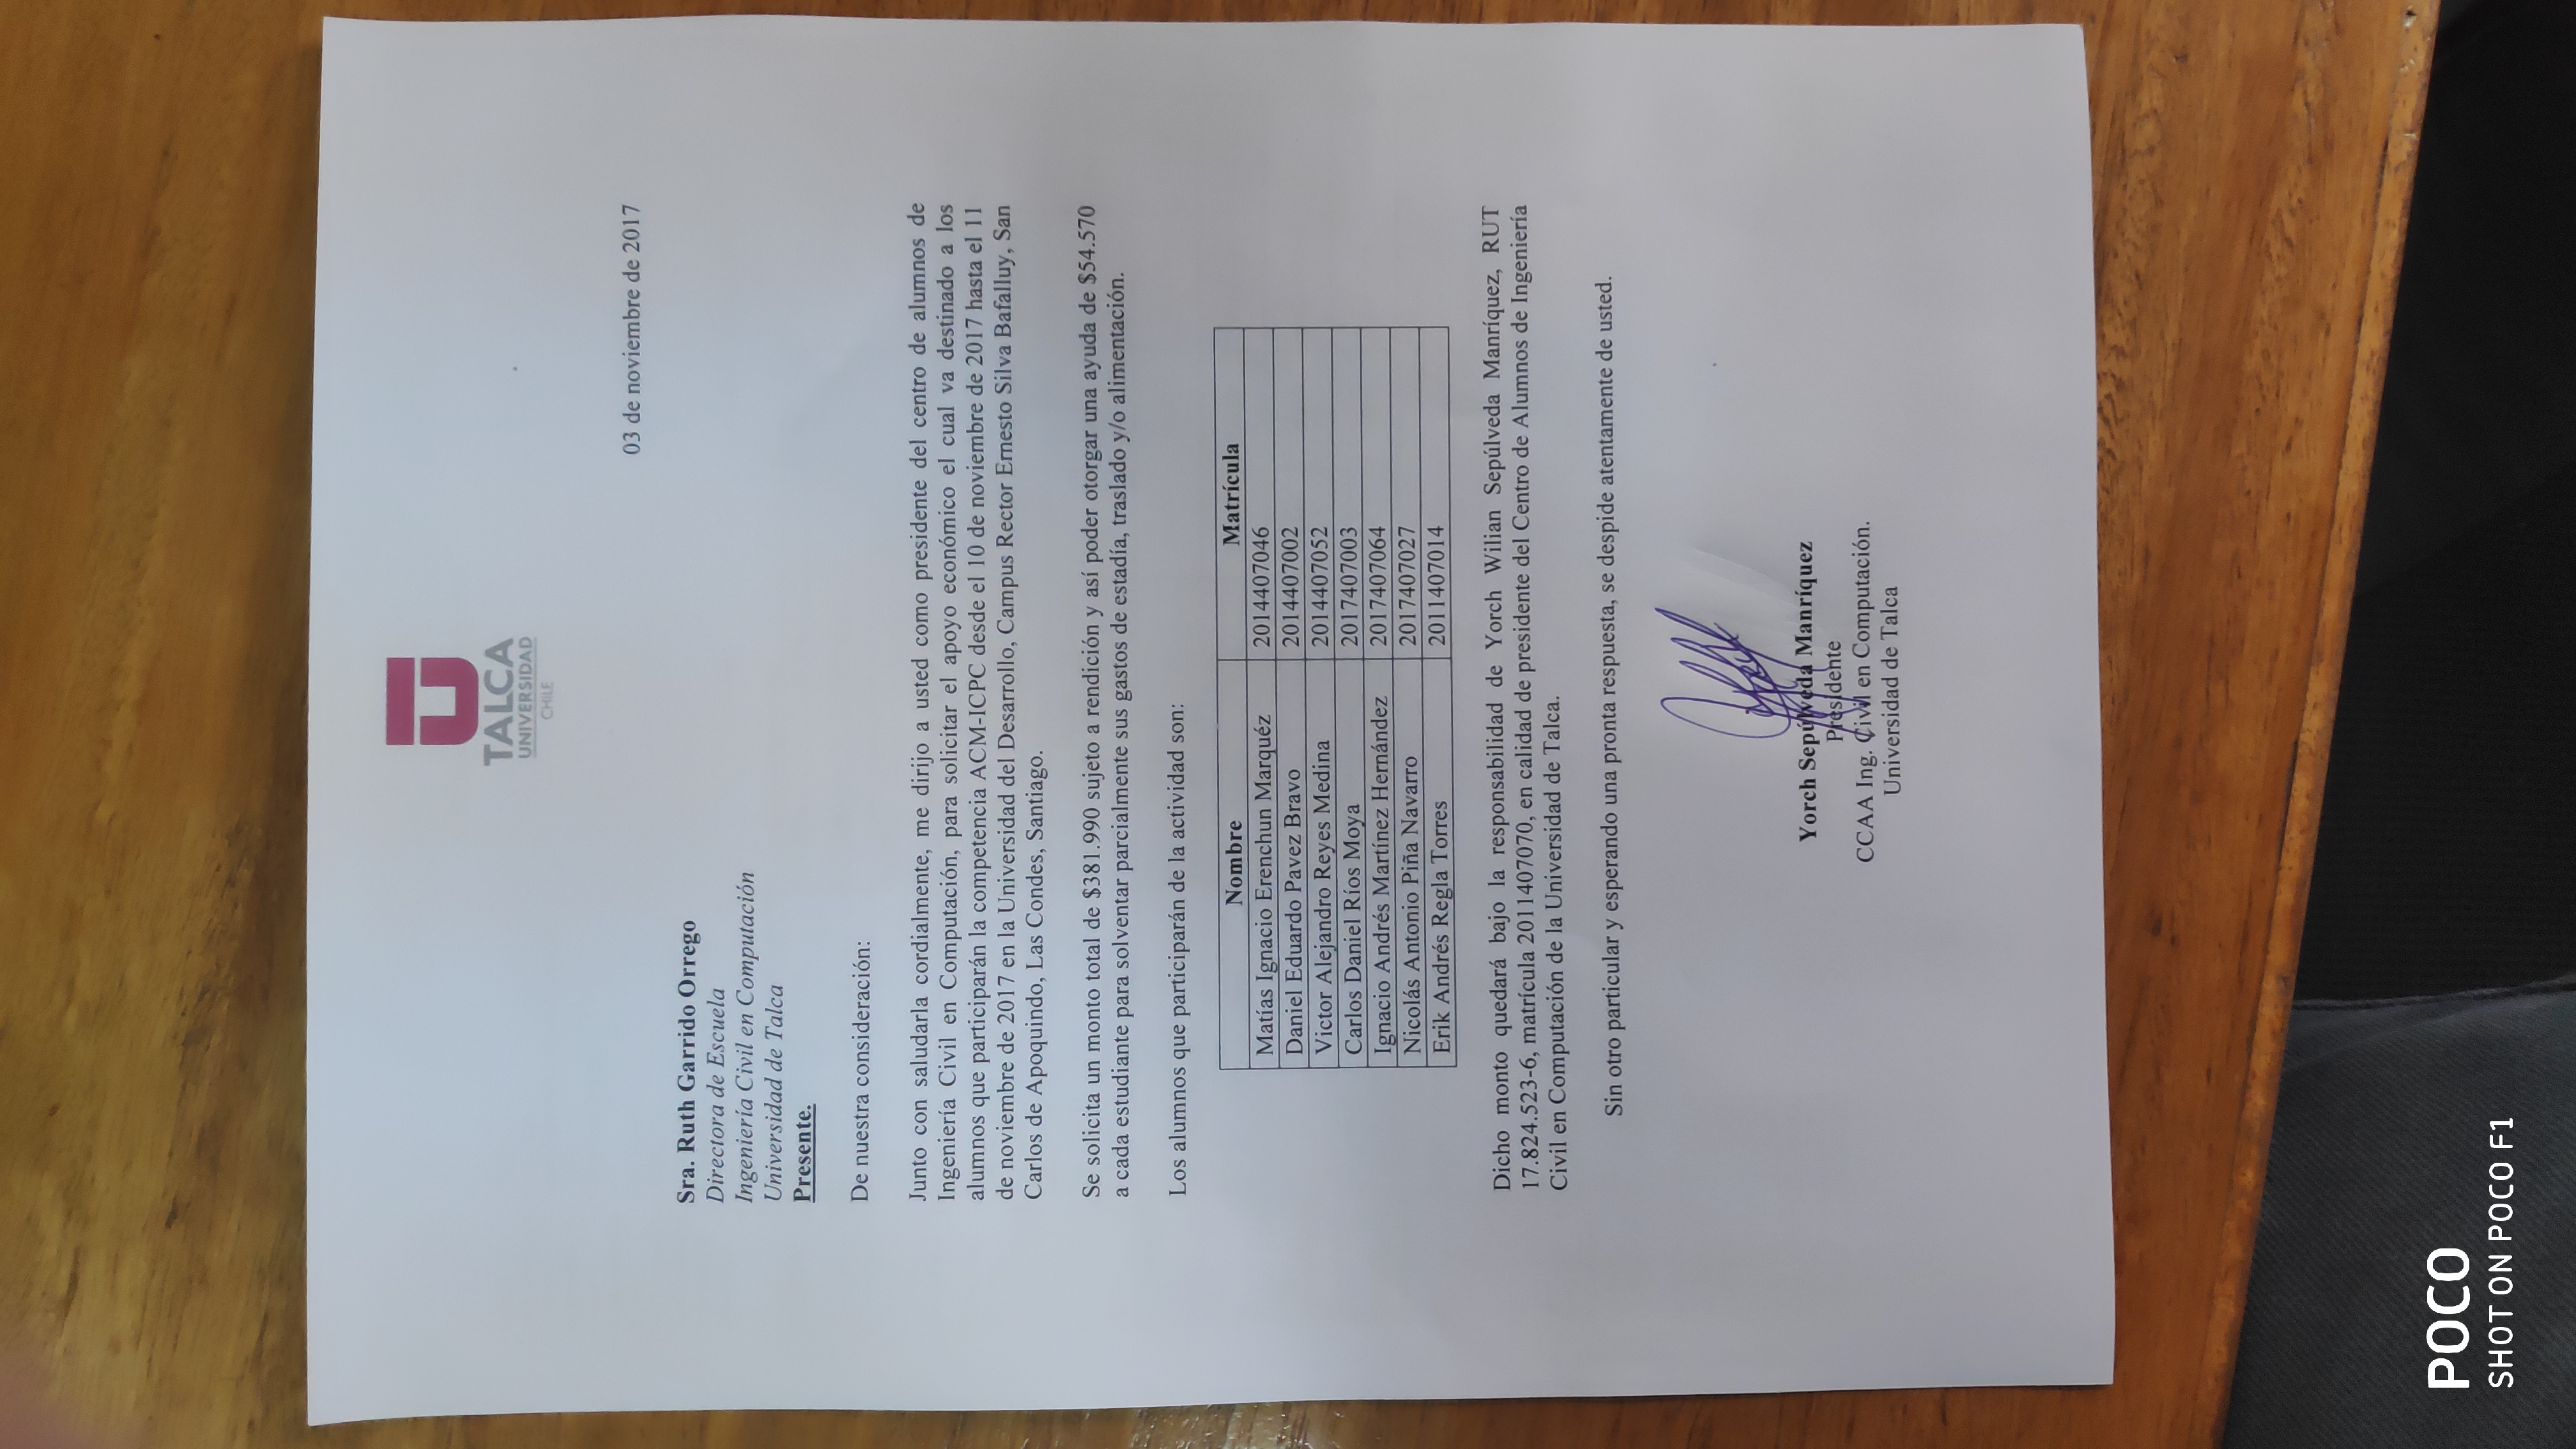 TALCA
UNIVERSIDAD
CHILE
03 de noviembre de 2017
Sra. Ruth Garrido Orrego
Directora de Escuela
Ingeniería Civil en Computación
Universidad de Talca
Presente.
De nuestra consideración:
Junto con saludarla cordialmente, me dirijo a usted como presidente del centro de alumnos de
Ingeniería Civil en Computación, para solicitar el apoyo económico el cual va destinado a los
alumnos que participarán la competencia ACM-ICPC desde el 10 de noviembre de 2017 hasta el 11
de noviembre de 2017 en la Universidad del Desarrollo, Campus Rector Ernesto Silva Bafalluy, San
Carlos de Apoquindo, Las Condes, Santiago.
Se solicita un monto total de $381.990 sujeto a rendición y así poder otorgar una ayuda de $54.570
a cada estudiante para solventar parcialmente sus gastos de estadía, traslado y/o alimentación.
Los alumnos que participarán de la actividad son:
Nombre Matrícula
Matías Ignacio Erenchun Marquéz 2014407046
Daniel Eduardo Pavez Bravo 2014407002
Victor Alejandro Reyes Medina 2014407052
Carlos Daniel Ríos Moya 2017407003
Ignacio Andrés Martínez Hernández 2017407064
Nicolás Antonio Piña Navarro 2017407027
Erik Andrés Regla Torres 2011407014
Dicho monto quedará bajo la responsabilidad de Yorch Wilian Sepúlveda Manríquez, RUT
17.824.523-6, matrícula 2011407070, en calidad de presidente del Centro de Alumnos de Ingeniería
Civil en Computación de la Universidad de Talca.
Sin otro particular y esperando una pronta respuesta, se despide atentamente de usted.
Yorch Sepúlveda Manríquez
Presidente
CCAA Ing. Civil en Computación.
Universidad de Talca
POCO
SHOT ON POCO F1